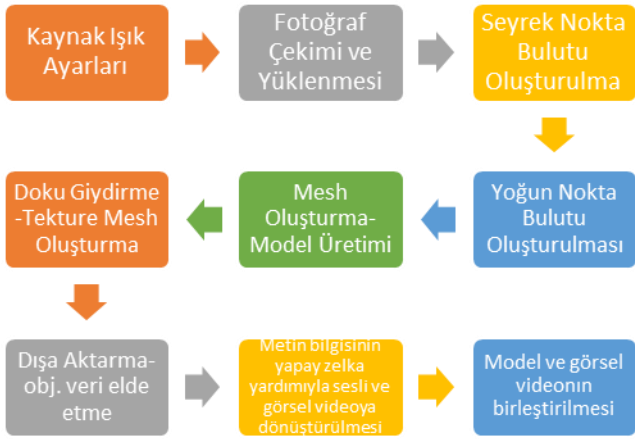 Kaynak Işık
Ayarları
Fotoğraf
Çekimi ve
Yüklenmesi
Seyrek Nokta
Bulutu
Oluşturulma
Yoğun Nokta
Bulutu
Oluşturulması
Mesh
Oluşturma-
Model Üretimi
Doku Giydirme
-Tekture Mesh
Oluşturma
Dışa Aktarma-
obj. veri elde
etme
Metin bilgisinin
yapay zelka
yardımıyla sesli ve
görsel videoya
dönüştürülmesi
Model ve görsel
videonın
birleştirilmesi